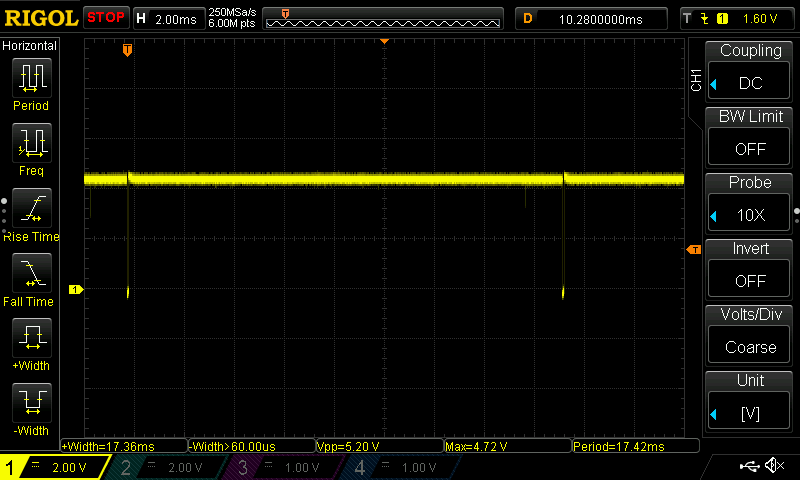 RIGOL STOP H 2.00ms 250MSa/s 6.00M pts D 10.2800000ms T 1 1.60 V
Horizontal
Period
Freq
Rise Time
Fall Time
+Width
-Width
T
T
1
CH1
Coupling
DC
BW Limit
OFF
Probe
10X
Invert
OFF
Volts/Div
Coarse
Unit
[V]
+Width=17.36ms -Width>60.00us Vpp=5.20 V Max=4.72 V Period=17.42ms
1 2.00 V 2 2.00 V 3 1.00 V 4 1.00 V